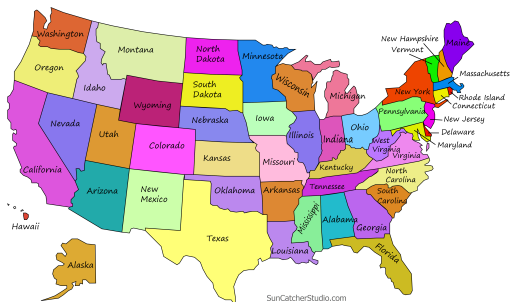 Washington
Montana
North
Dakota
Minnesota
New Hampshire
Vermont
Maine
Oregon
Idaho
South
Dakota
Wisconsin
Michigan
New York
Massachusetts
Rhode Island
Connecticut
Wyoming
Nebraska
Iowa
Pennsylvania
New Jersey
Nevada
Utah
Colorado
Illinois
Indiana
Ohio
Delaware
Maryland
West
Virginia
Virginia
California
Kansas
Missouri
Kentucky
North
Carolina
Arizona
New
Mexico
Oklahoma
Arkansas
Tennessee
South
Carolina
Hawaii
Texas
Mississippi
Alabama
Georgia
Louisiana
Florida
Alaska
SunCatcherStudio.com